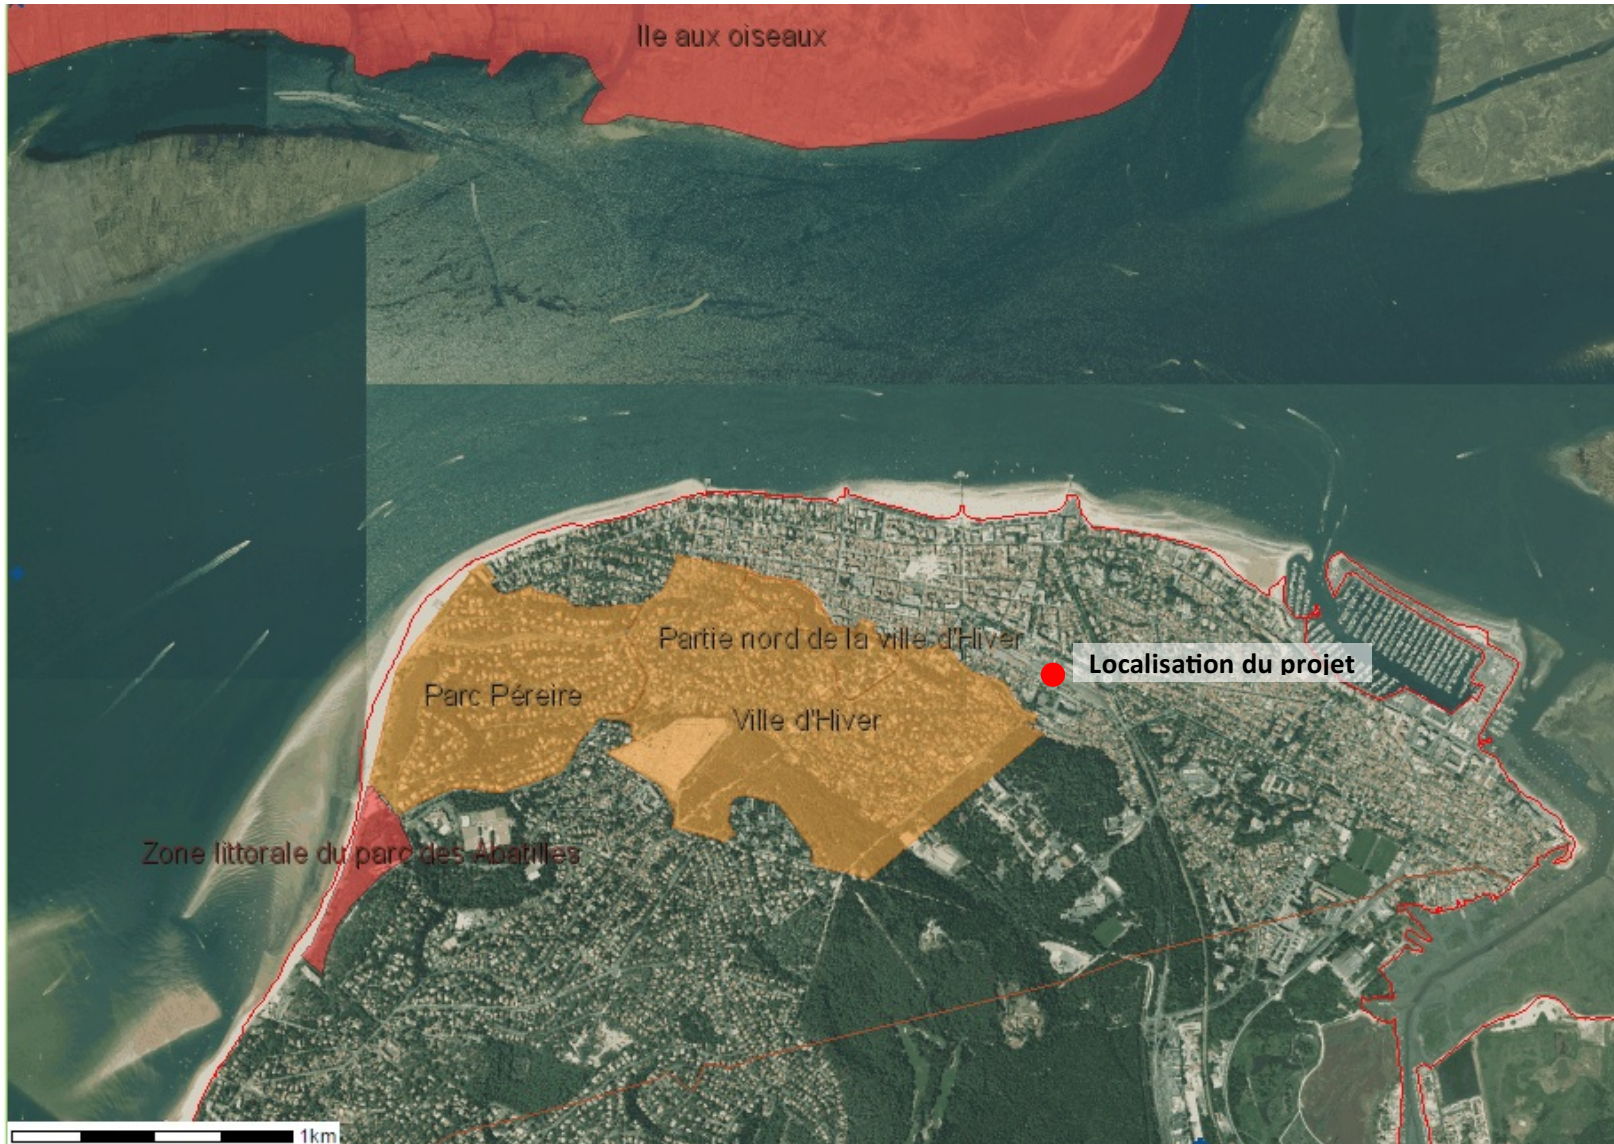 Ile aux oiseaux
Partie nord de la ville d'Hiver
Localisation du projet
Parc Péreire
Ville d'Hiver
Zone littorale du parc des Abatilles
1km